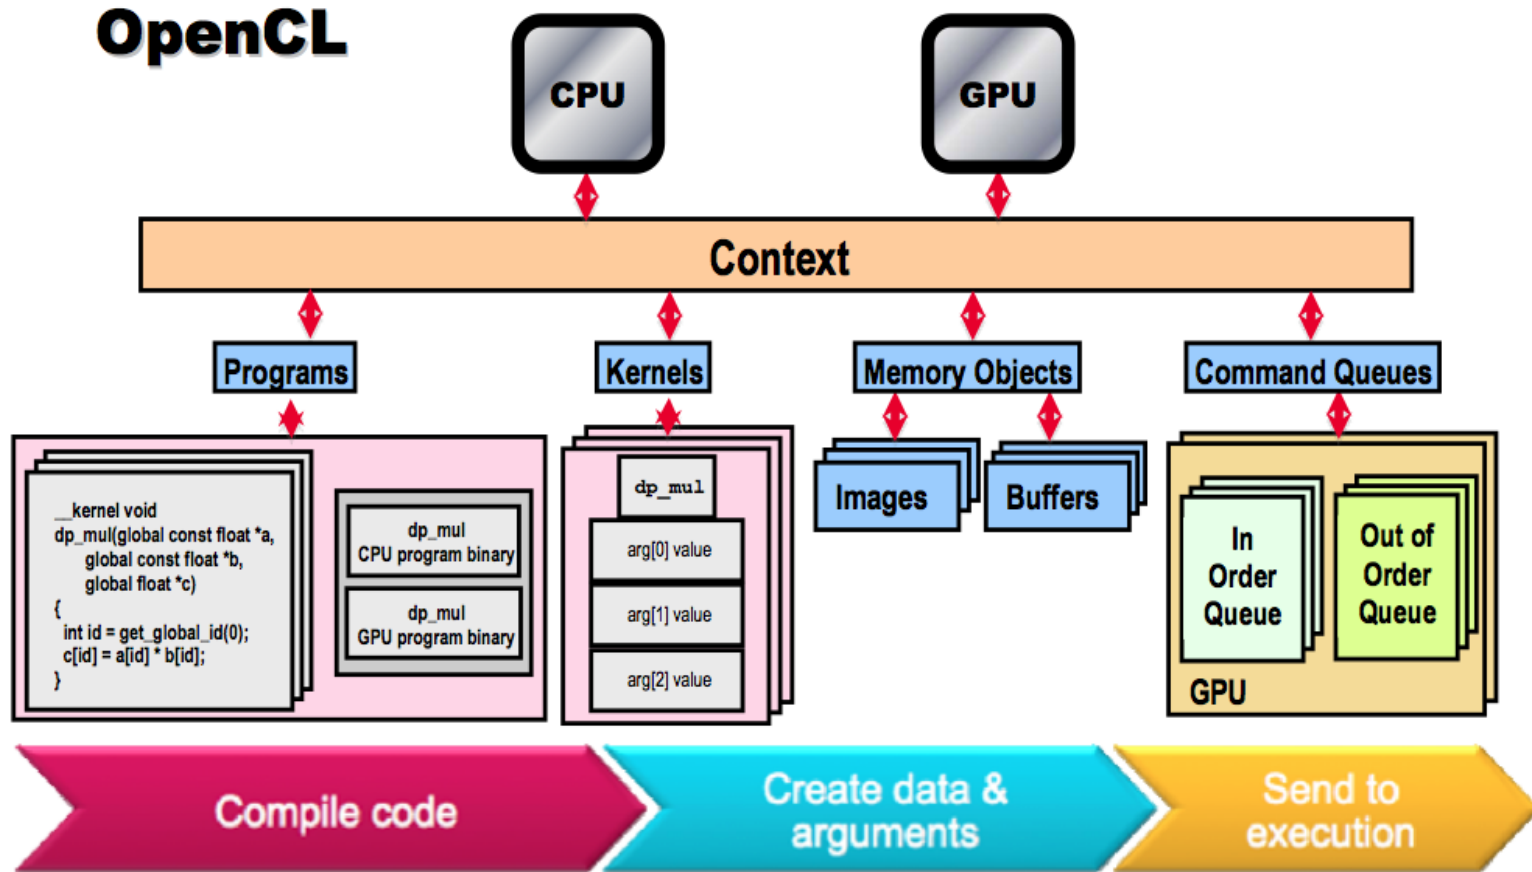 OpenCL
CPU
GPU
Context
Programs
Kernels
Memory Objects
Command Queues
__kernel void
dp_mul(global const float *a,
global const float *b,
global float *c)
{
int id = get_global_id(0);
c[id] = a[id] * b[id];
}
dp_mul
CPU program binary
dp_mul
GPU program binary
dp_mul
arg[0] value
arg[1] value
arg[2] value
Images
Buffers
In
Order
Queue
Out of
Order
Queue
GPU
Compile code
Create data &
arguments
Send to
execution